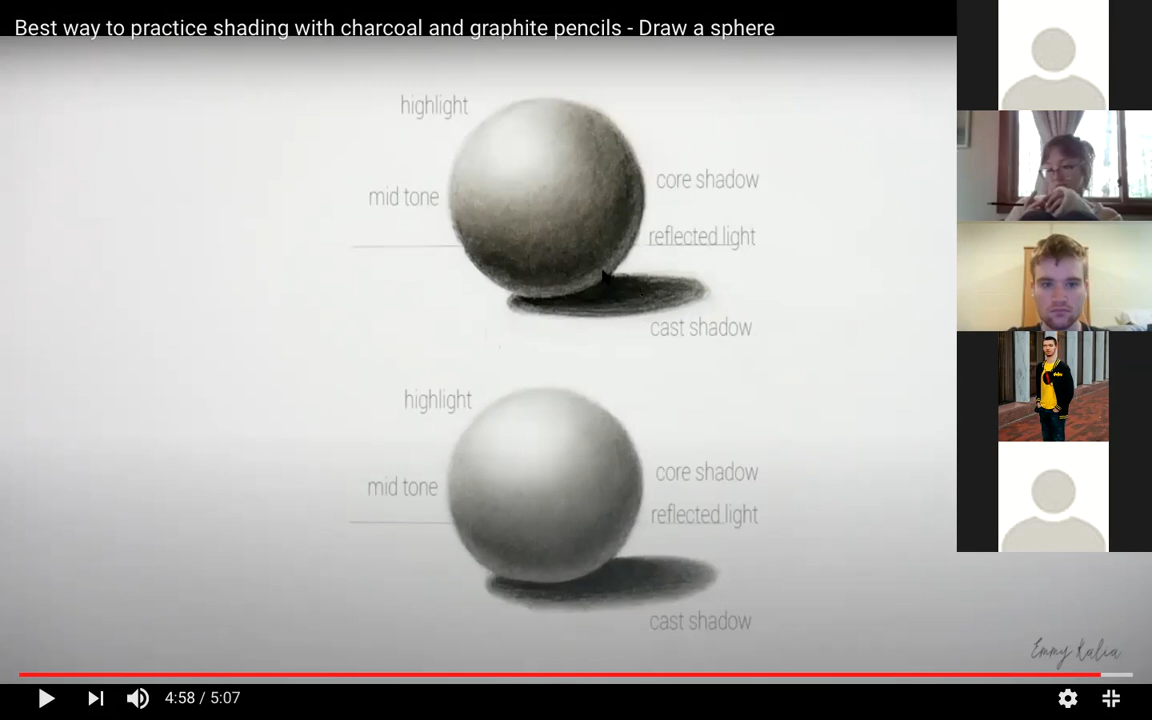 Best way to practice shading with charcoal and graphite pencils - Draw a sphere
highlight
core shadow
mid tone
reflected light
cast shadow
highlight
core shadow
mid tone
reflected light
cast shadow
Emmy Kalia
4:58 / 5:07